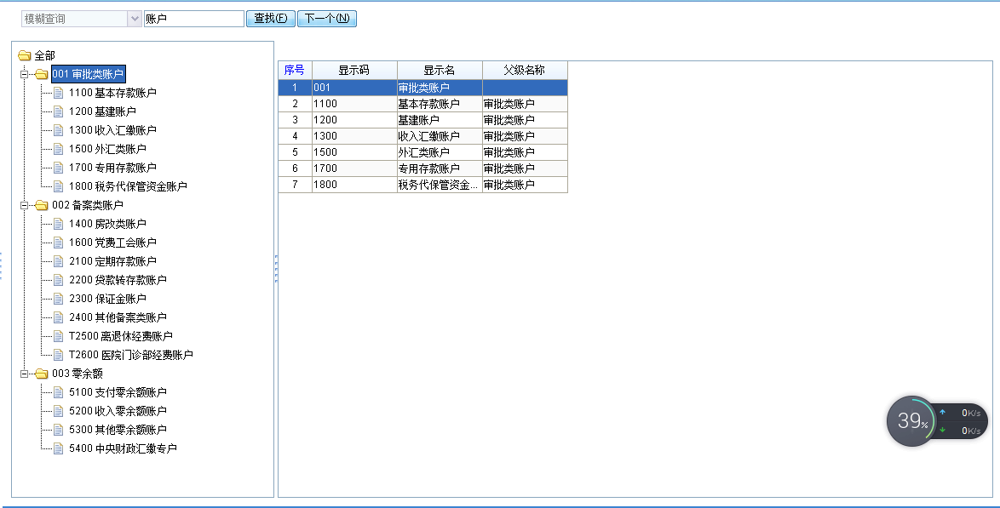 模糊查询 账户 查找(F) 下一个(N)
全部
001 审批类账户
1100 基本存款账户
1200 基建账户
1300 收入汇缴账户
1500 外汇类账户
1700 专用存款账户
1800 税务代保管资金账户
002 备案类账户
1400 房改类账户
1600 党费工会账户
2100 定期存款账户
2200 贷款转存款账户
2300 保证金账户
2400 其他备案类账户
T2500 离退休经费账户
T2600 医院门诊部经费账户
003 零余额
5100 支付零余额账户
5200 收入零余额账户
5300 其他零余额账户
5400 中央财政汇缴专户
序号 显示码 显示名 父级名称
1 001 审批类账户
2 1100 基本存款账户 审批类账户
3 1200 基建账户 审批类账户
4 1300 收入汇缴账户 审批类账户
5 1500 外汇类账户 审批类账户
6 1700 专用存款账户 审批类账户
7 1800 税务代保管资金... 审批类账户
39%
0K/s
0K/s